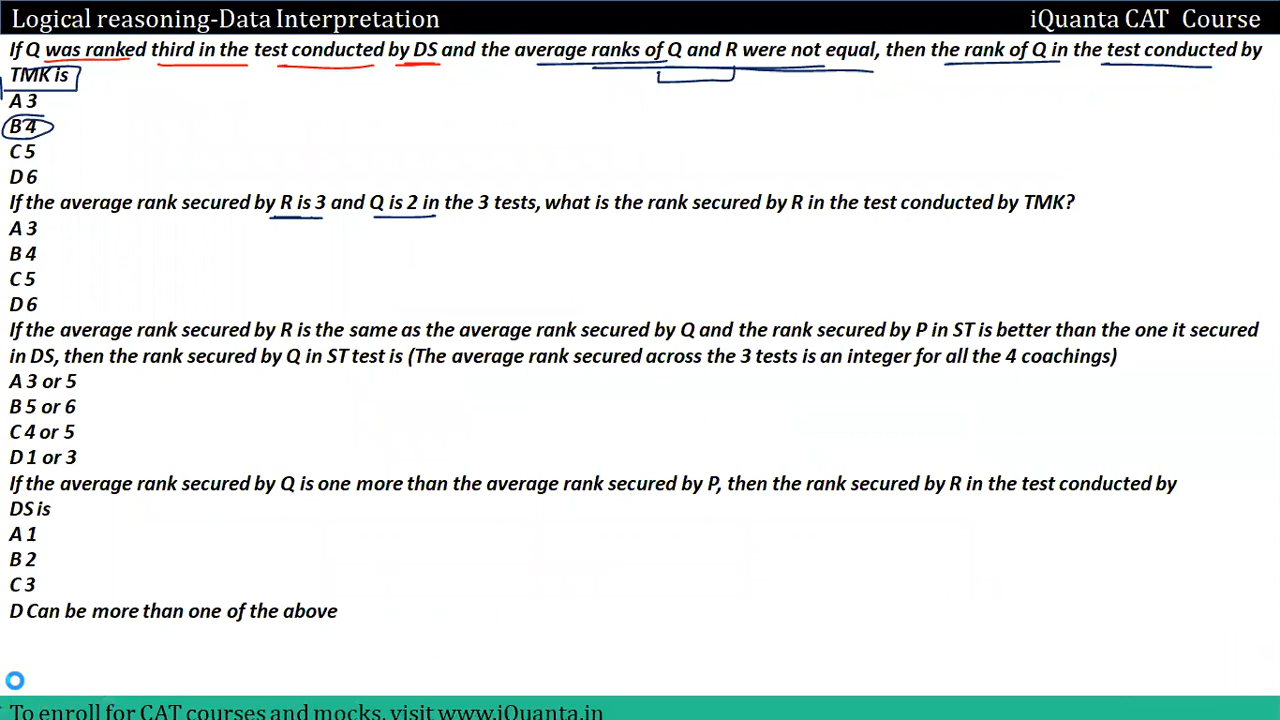 Logical reasoning-Data Interpretation
iQuanta CAT Course
If Q was ranked third in the test conducted by DS and the average ranks of Q and R were not equal, then the rank of Q in the test conducted by
TMK is
A 3
B 4
C 5
D 6
If the average rank secured by R is 3 and Q is 2 in the 3 tests, what is the rank secured by R in the test conducted by TMK?
A 3
B 4
C 5
D 6
If the average rank secured by R is the same as the average rank secured by Q and the rank secured by P in ST is better than the one it secured
in DS, then the rank secured by Q in ST test is (The average rank secured across the 3 tests is an integer for all the 4 coachings)
A 3 or 5
B 5 or 6
C 4 or 5
D 1 or 3
If the average rank secured by Q is one more than the average rank secured by P, then the rank secured by R in the test conducted by
DS is
A 1
B 2
C 3
D Can be more than one of the above
To enroll for CAT courses and mocks, visit www.iQuanta.in